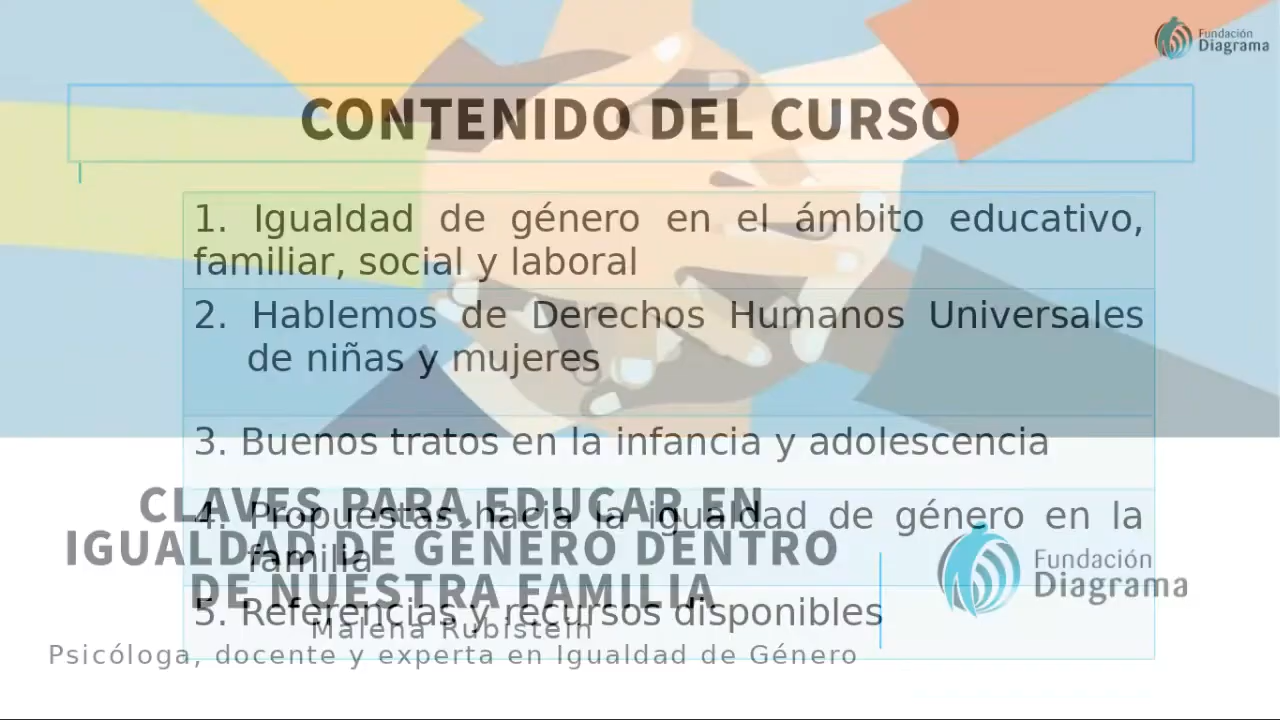 Fundación
Diagrama
CONTENIDO DEL CURSO
1. Igualdad de género en el ámbito educativo,
familiar, social y laboral
2. Hablemos de Derechos Humanos Universales
de niñas y mujeres
3. Buenos tratos en la infancia y adolescencia
4. Propuestas hacia la igualdad de género en la
familia
5. Referencias y recursos disponibles
CLAVES PARA EDUCAR EN
IGUALDAD DE GÉNERO DENTRO
DE NUESTRA FAMILIA
Malena Rubistein
Psicóloga, docente y experta en Igualdad de Género
Fundación
Diagrama